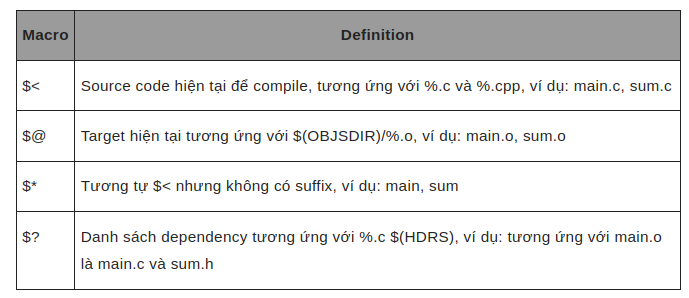 Macro Definition
$< Source code hiện tại để compile, tương ứng với %.c và %.cpp, ví dụ: main.c, sum.c
$@ Target hiện tại tương ứng với $(OBJSDIR)/%.o, ví dụ: main.o, sum.o
$* Tương tự $< nhưng không có suffix, ví dụ: main, sum
$? Danh sách dependency tương ứng với %.c $(HDRS), ví dụ: tương ứng với main.o
là main.c và sum.h